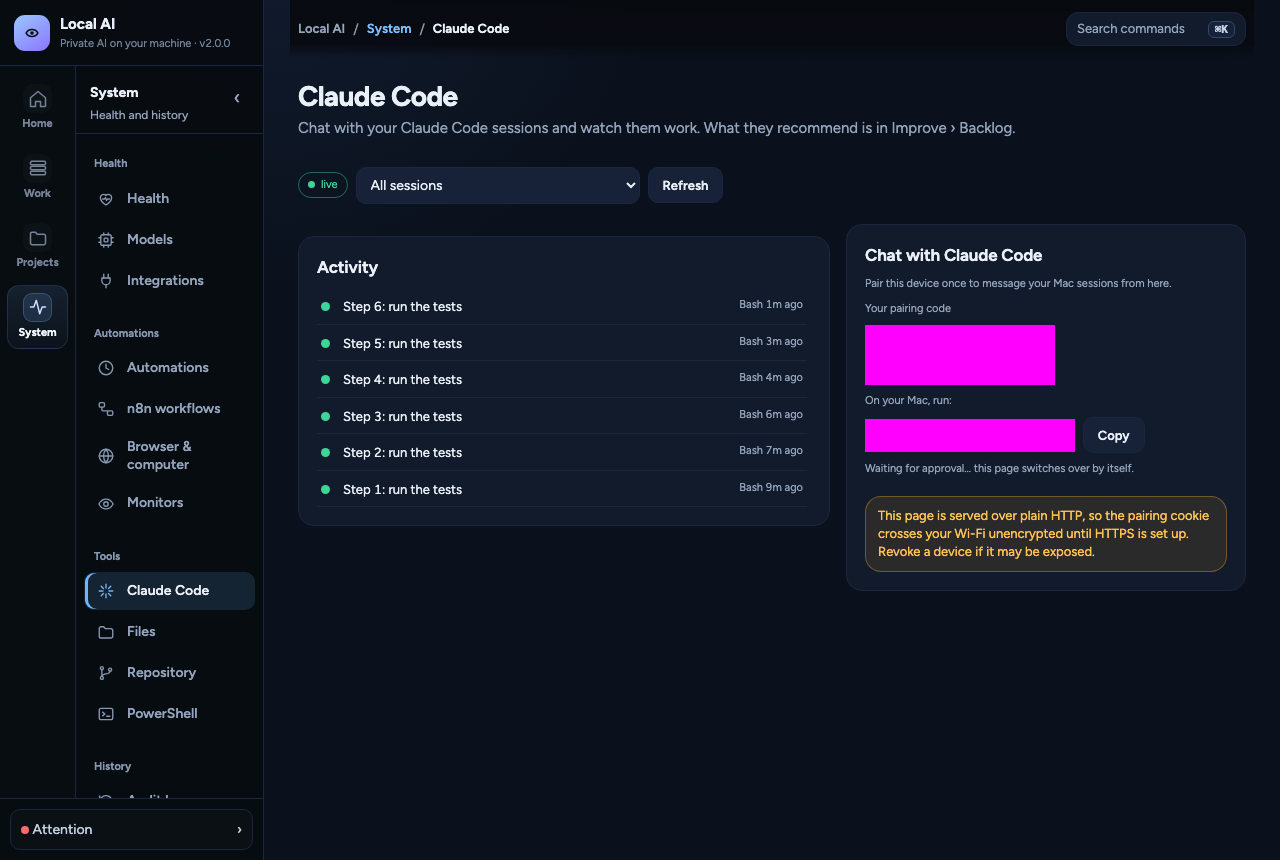 Local AI
Private AI on your machine · v2.0.0
Home
Work
Projects
System
System
Health and history
‹
Health
Health
Models
Integrations
Automations
Automations
n8n workflows
Browser &
computer
Monitors
Tools
Claude Code
Files
Repository
PowerShell
History
Attention ›
Local AI / System / Claude Code
Search commands ⌘K
Claude Code
Chat with your Claude Code sessions and watch them work. What they recommend is in Improve › Backlog.
live
All sessions
Refresh
Activity
Step 6: run the tests Bash 1m ago
Step 5: run the tests Bash 3m ago
Step 4: run the tests Bash 4m ago
Step 3: run the tests Bash 6m ago
Step 2: run the tests Bash 7m ago
Step 1: run the tests Bash 9m ago
Chat with Claude Code
Pair this device once to message your Mac sessions from here.
Your pairing code
On your Mac, run:
Copy
Waiting for approval… this page switches over by itself.
This page is served over plain HTTP, so the pairing cookie
crosses your Wi-Fi unencrypted until HTTPS is set up.
Revoke a device if it may be exposed.